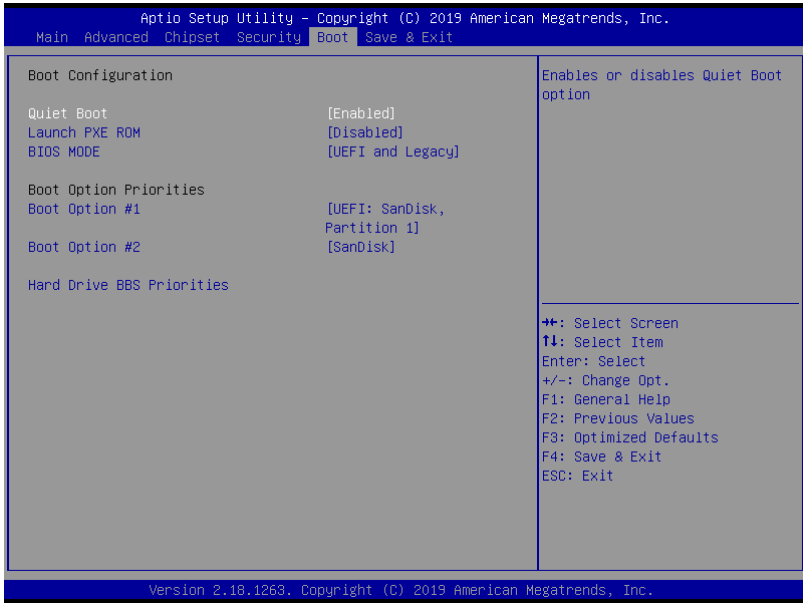 Aptio Setup Utility – Copyright (C) 2019 American Megatrends, Inc.
Main Advanced Chipset Security Boot Save & Exit
Boot Configuration
Quiet Boot [Enabled]
Launch PXE ROM [Disabled]
BIOS MODE [UEFI and Legacy]
Boot Option Priorities
Boot Option #1 [UEFI: SanDisk,
Partition 1]
Boot Option #2 [SanDisk]
Hard Drive BBS Priorities
Enables or disables Quiet Boot
option
→←: Select Screen
↑↓: Select Item
Enter: Select
+/-: Change Opt.
F1: General Help
F2: Previous Values
F3: Optimized Defaults
F4: Save & Exit
ESC: Exit
Version 2.18.1263. Copyright (C) 2019 American Megatrends, Inc.